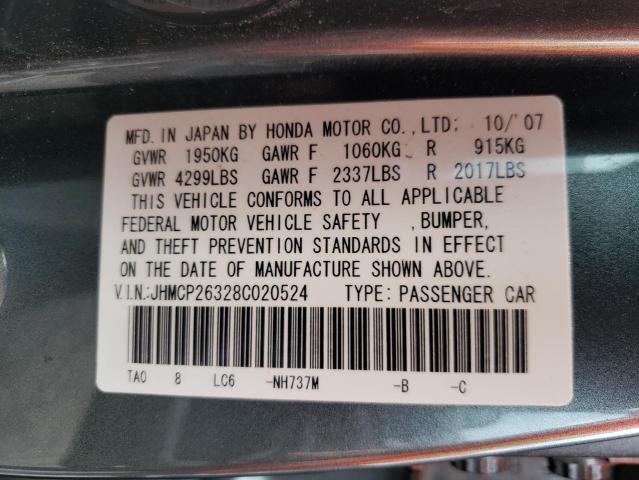 MFD. IN JAPAN BY HONDA MOTOR CO., LTD: 10/'07
GVWR 1950KG GAWR F 1060KG R 915KG
GVWR 4299LBS GAWR F 2337LBS R 2017LBS
THIS VEHICLE CONFORMS TO ALL APPLICABLE
FEDERAL MOTOR VEHICLE SAFETY , BUMPER,
AND THEFT PREVENTION STANDARDS IN EFFECT
ON THE DATE OF MANUFACTURE SHOWN ABOVE.
V.I.N.:JHMCP26328C020524 TYPE: PASSENGER CAR
TA0 8 LC6 -NH737M -B -C